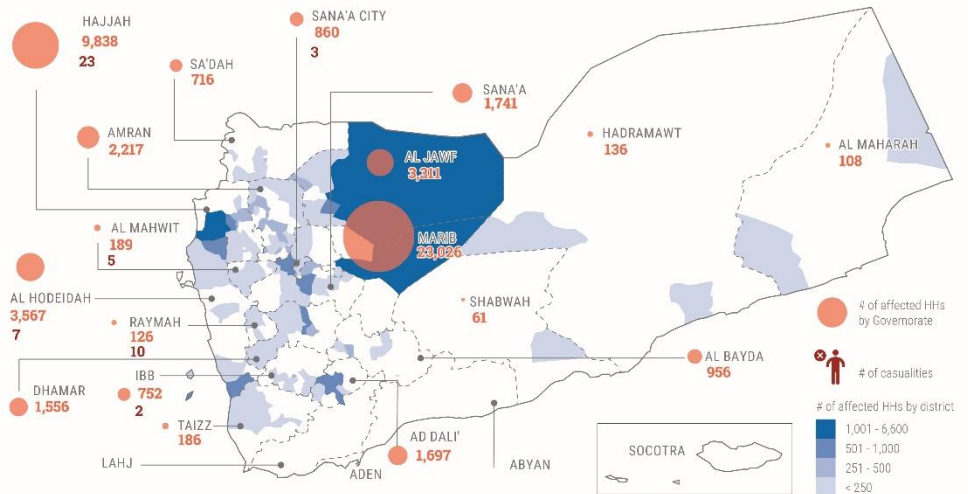 HAJJAH
9,838
23
SANA'A CITY
860
3
SA'DAH
716
SANA'A
1,741
AMRAN
2,217
HADRAMAWT
136
AL MAHARAH
108
AL JAWF
3,311
AL MAHWIT
189
5
MARIB
23,026
AL HODEIDAH
3,567
7
RAYMAH
126
10
SHABWAH
61
# of affected HHs
by Governorate
AL BAYDA
956
# of casualities
DHAMAR
1,556
IBB
752
2
TAIZZ
186
AD DALI'
1,697
LAHJ
ADEN
ABYAN
SOCOTRA
# of affected HHs by district
1,001 - 6,600
501 - 1,000
251 - 500
< 250